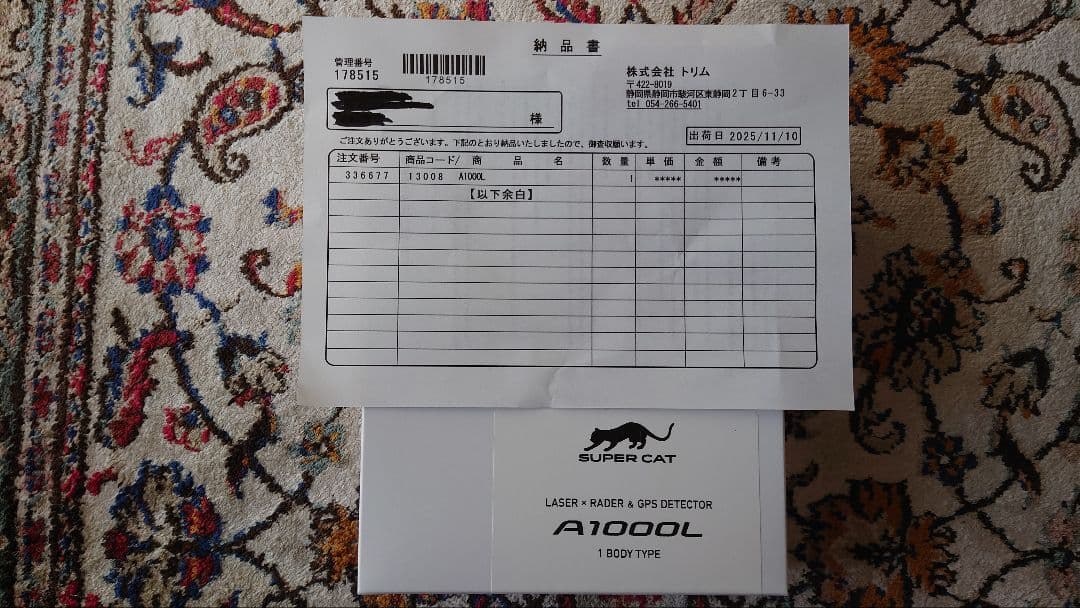 納品書
管理番号
178515
178515
株式会社 トリム
〒422-8019
静岡県静岡市駿河区東静岡2丁目6-33
tel 054-266-5401
様
出荷日 2025/11/10
ご注文ありがとうございます。下記のとおり納品いたしましたので、御査収願います。
注文番号 商品コード/ 商品名 数量 単価 金額 備考
336677 13008 A1000L 1 ***** *****
【以下余白】
SUPER CAT
LASER × RADER & GPS DETECTOR
A1000L
1 BODY TYPE